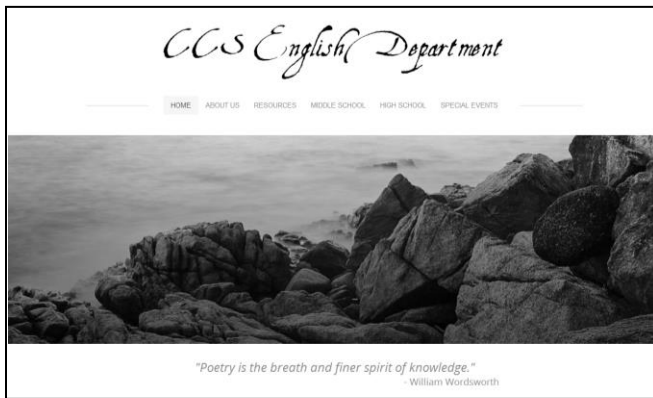 CCS English Department
HOME ABOUT US RESOURCES MIDDLE SCHOOL HIGH SCHOOL SPECIAL EVENTS
"Poetry is the breath and finer spirit of knowledge."
- William Wordsworth